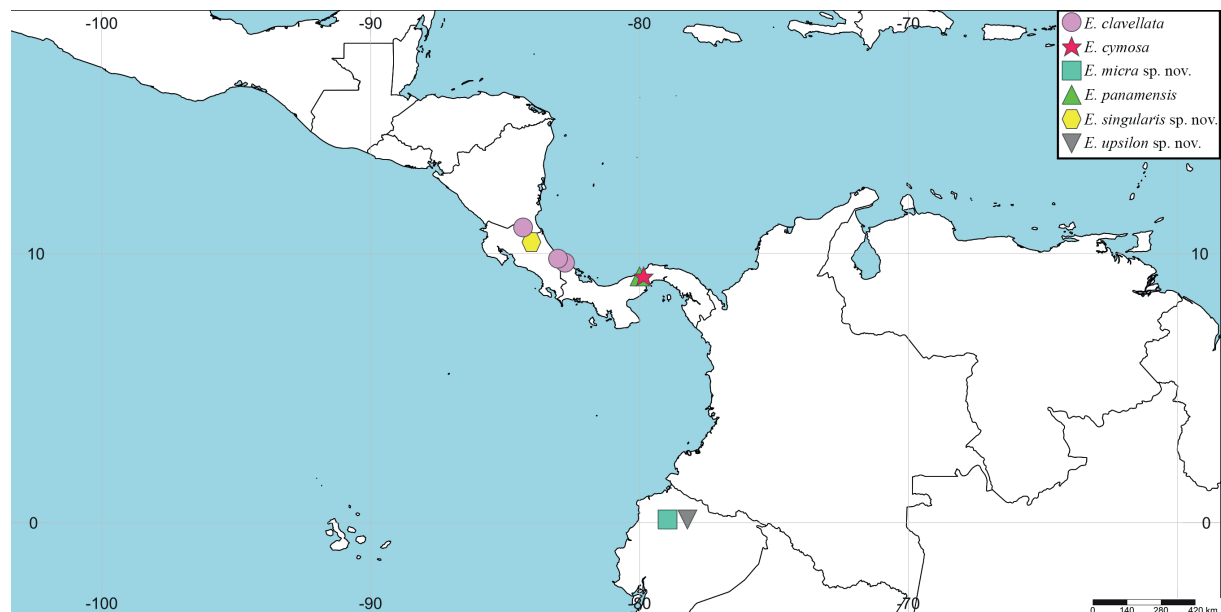 -100 -90 -80 -70
E. clavellata
E. cymosa
E. micra sp. nov.
E. panamensis
E. singularis sp. nov.
E. upsilon sp. nov.
10 10
0 0
-100 -90 -80 -70
0 140 280 420 km